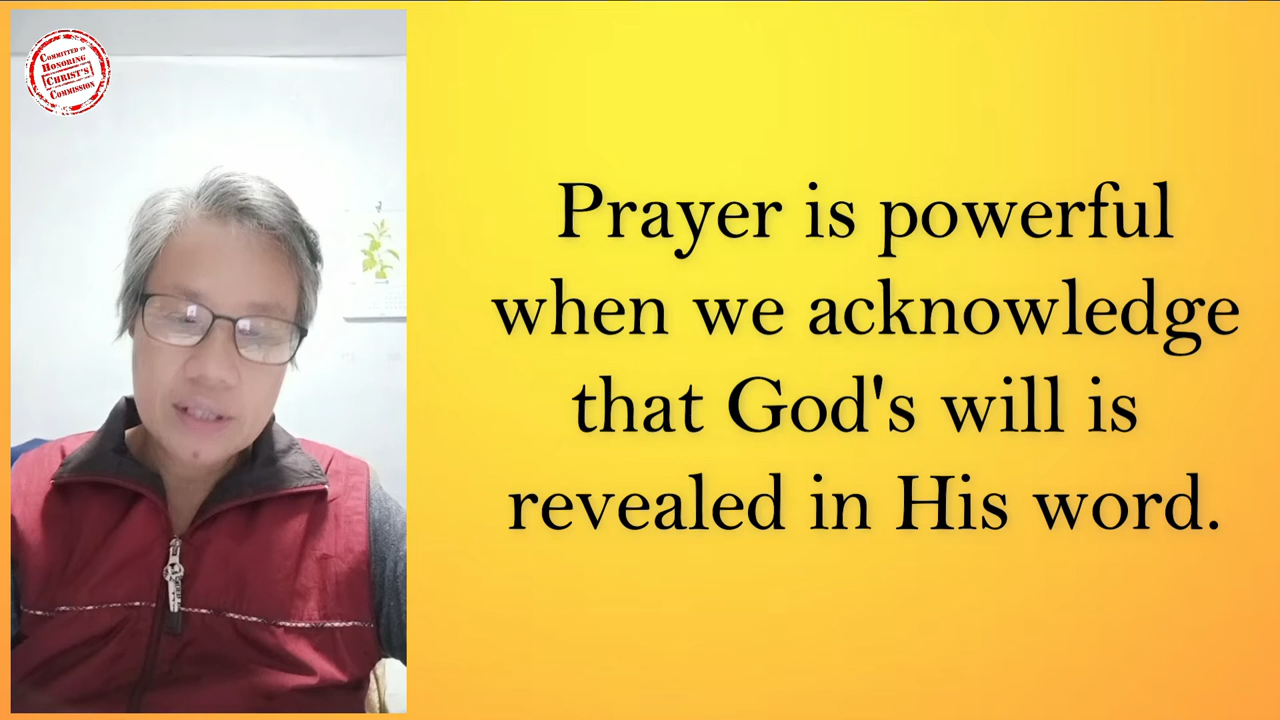 COMMITTED TO
HONORING
CHRIST'S
COMMISSION
Prayer is powerful
when we acknowledge
that God's will is
revealed in His word.